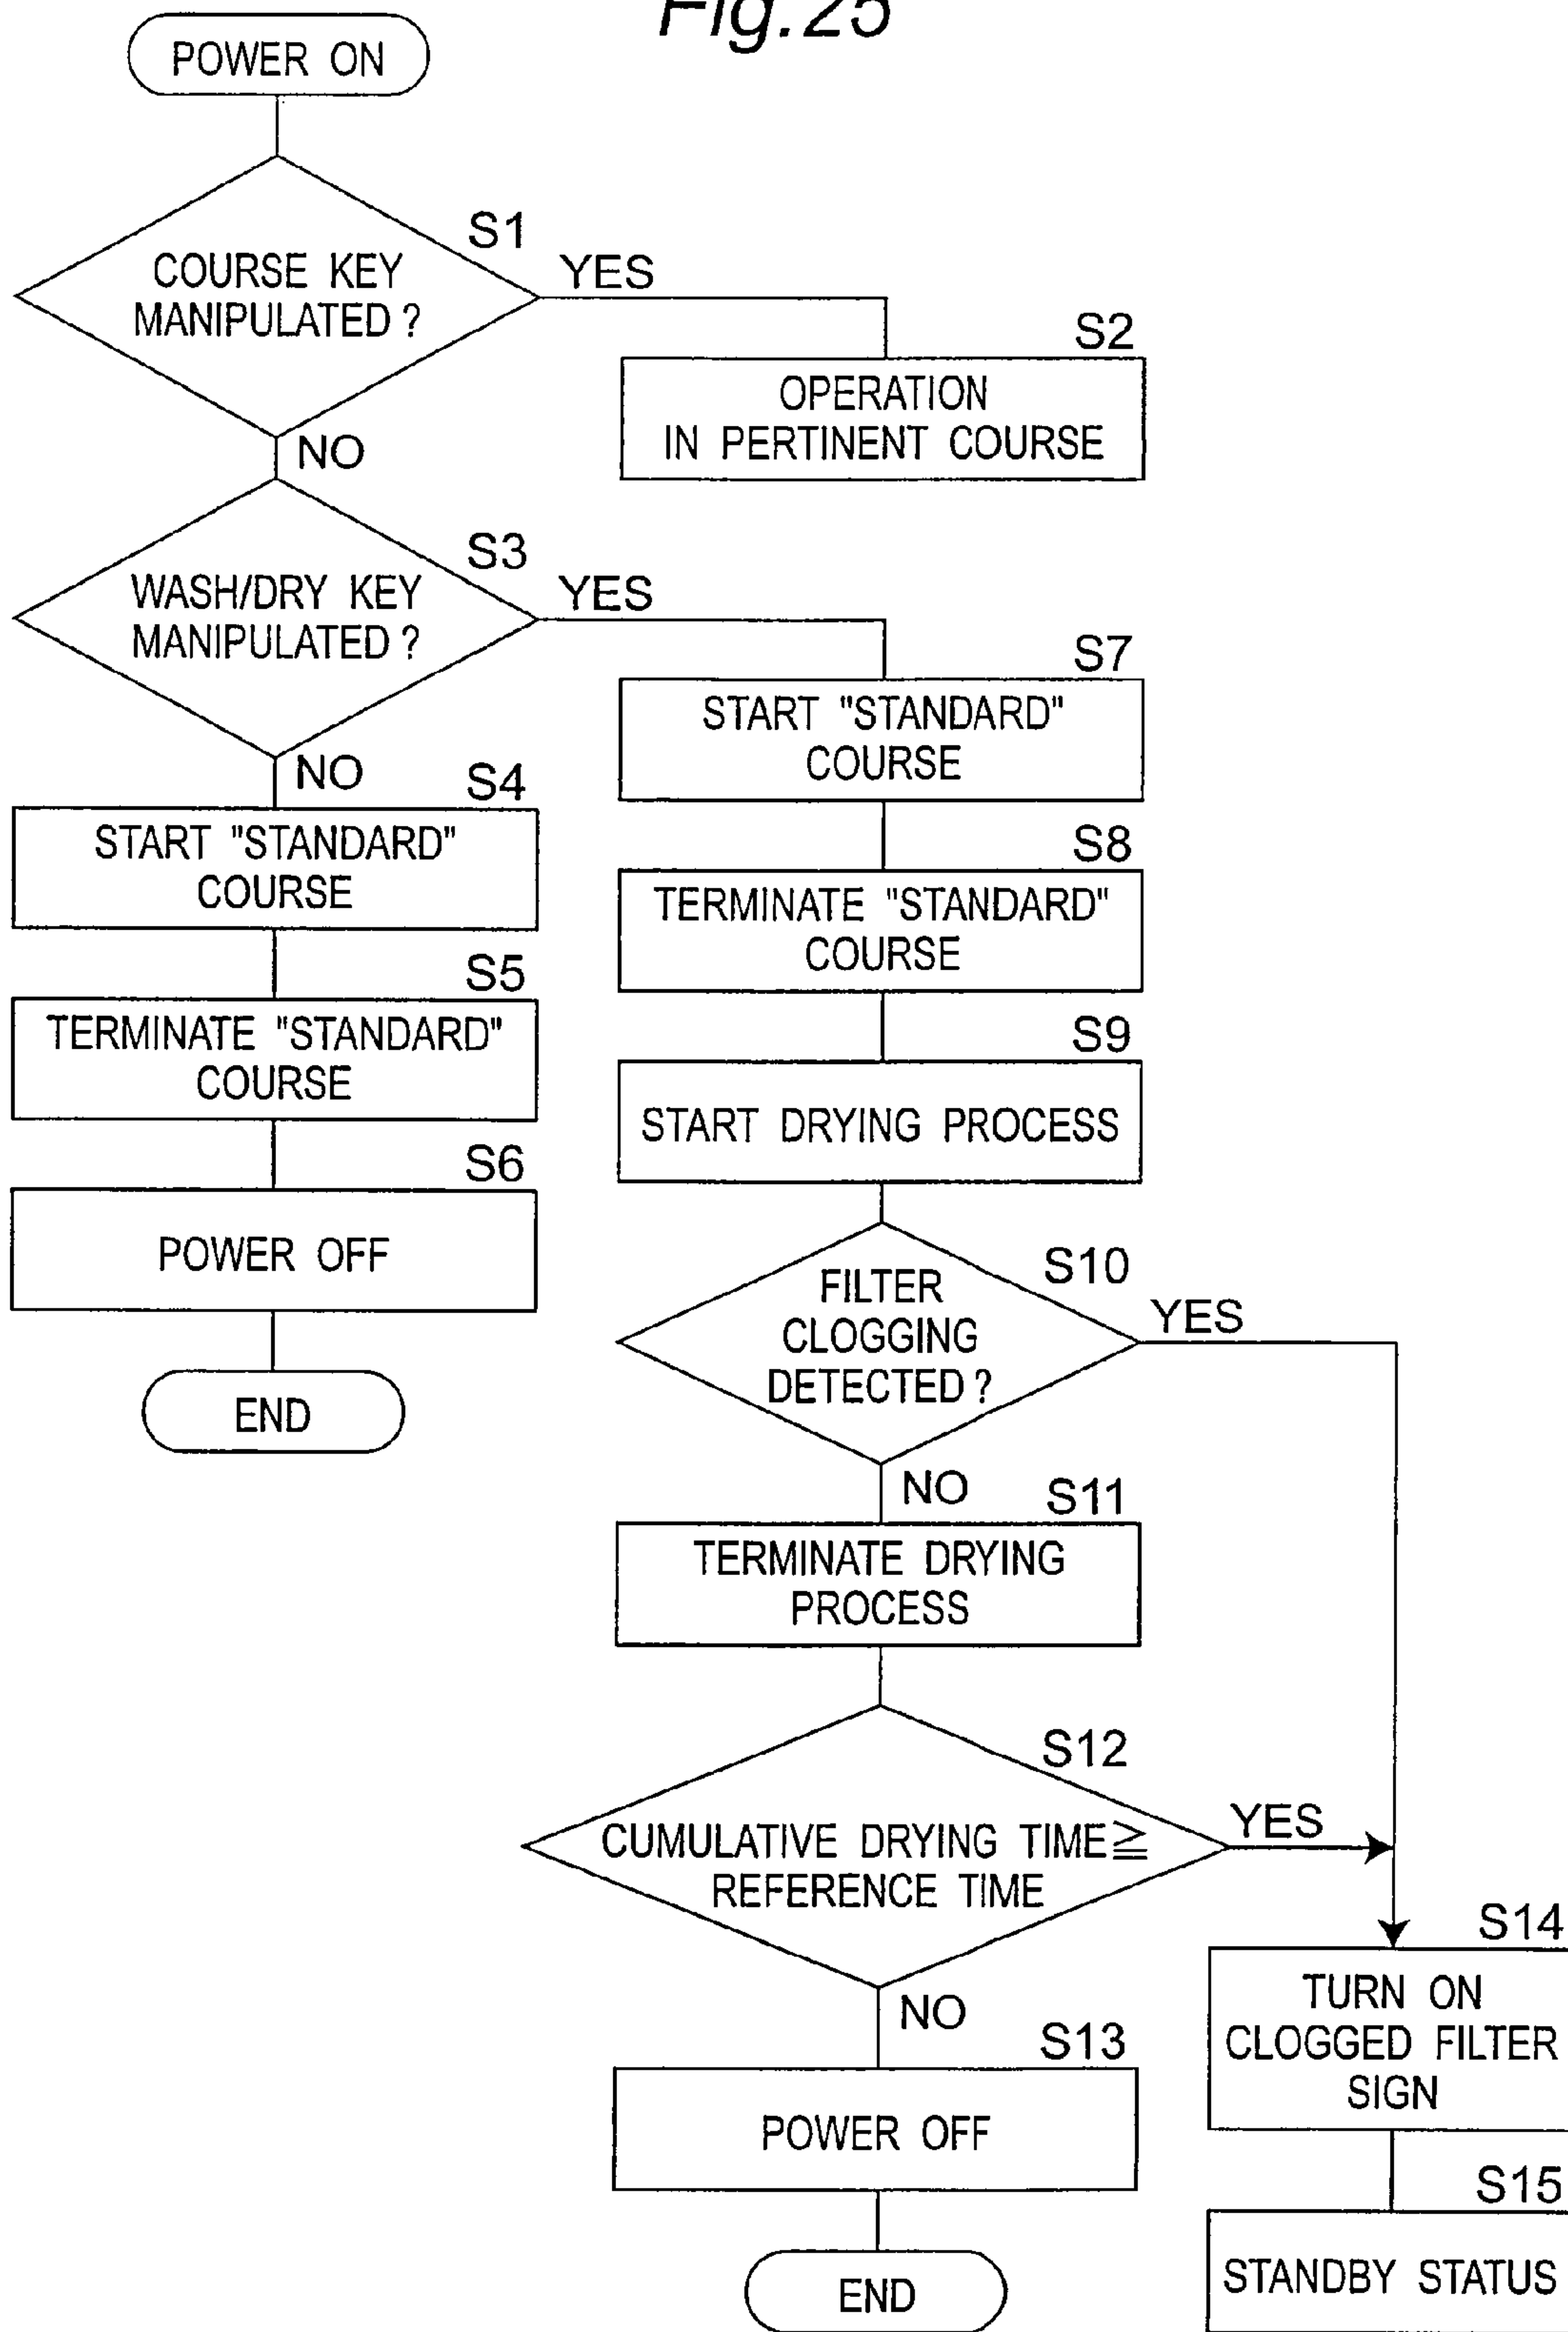 Fig.25
POWER ON
S1
COURSE KEY
MANIPULATED?
YES
S2
OPERATION
IN PERTINENT COURSE
NO
S3
WASH/DRY KEY
MANIPULATED?
YES
NO
S4
START "STANDARD"
COURSE
S5
TERMINATE "STANDARD"
COURSE
S6
POWER OFF
END
S7
START "STANDARD"
COURSE
S8
TERMINATE "STANDARD"
COURSE
S9
START DRYING PROCESS
S10
FILTER
CLOGGING
DETECTED?
YES
NO
S11
TERMINATE DRYING
PROCESS
S12
CUMULATIVE DRYING TIME≧
REFERENCE TIME
YES
NO
S13
POWER OFF
END
S14
TURN ON
CLOGGED FILTER
SIGN
S15
STANDBY STATUS